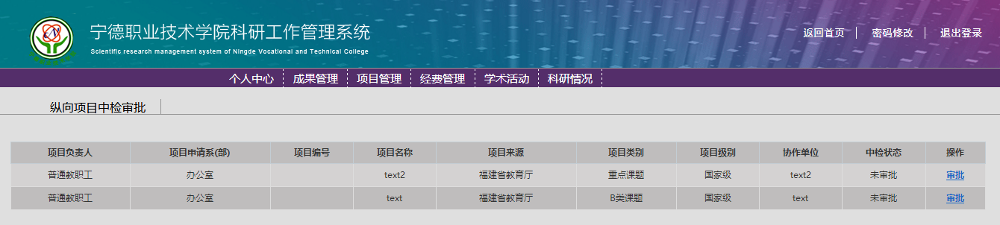 宁德职业技术学院科研工作管理系统
Scientific research management system of Ningde Vocational and Technical College
返回首页 密码修改 退出登录
个人中心 成果管理 项目管理 经费管理 学术活动 科研情况
纵向项目中检审批
项目负责人 项目申请系(部) 项目编号 项目名称 项目来源 项目类别 项目级别 协作单位 中检状态 操作
普通教职工 办公室 text2 福建省教育厅 重点课题 国家级 text2 未审批 审批
普通教职工 办公室 text 福建省教育厅 B类课题 国家级 text 未审批 审批